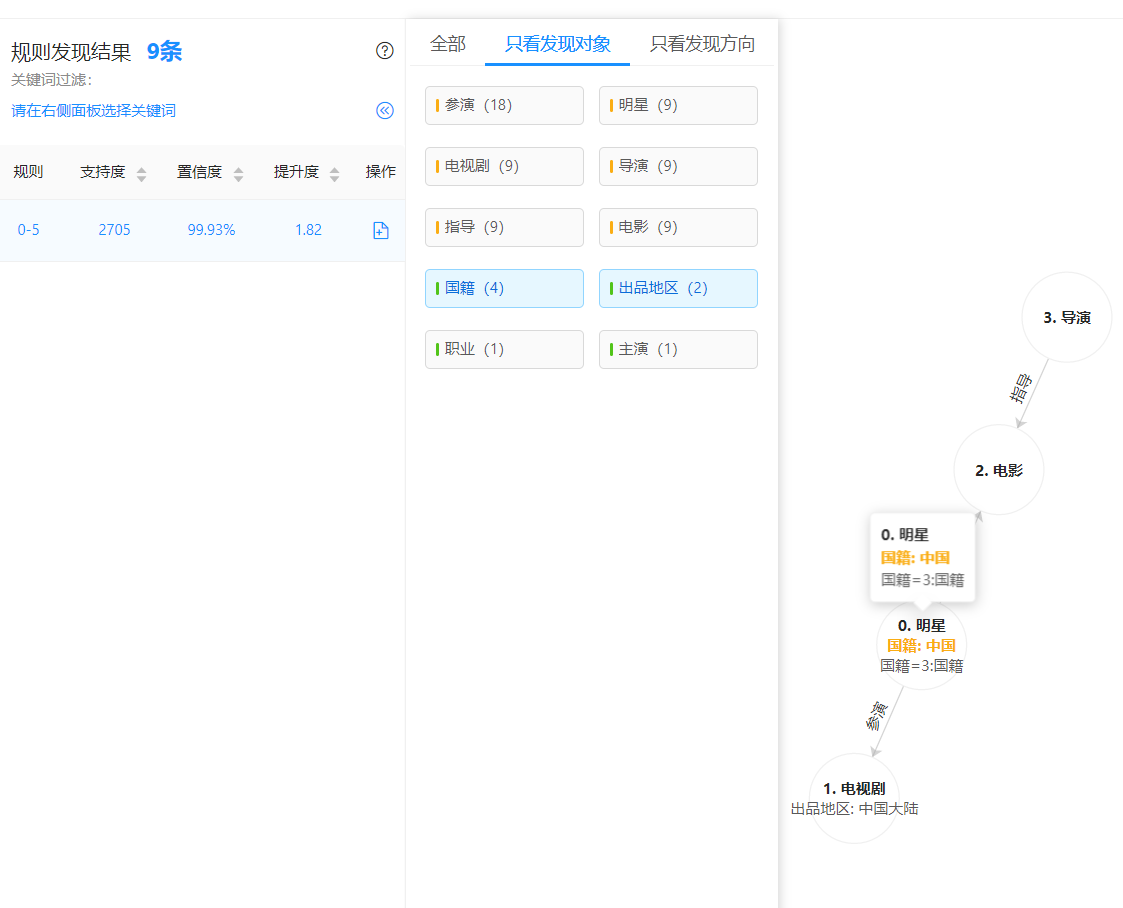 规则发现结果 9条
关键词过滤:
请在右侧面板选择关键词
规则 支持度 置信度 提升度 操作
0-5 2705 99.93% 1.82
全部 只看发现对象 只看发现方向
参演 (18) 明星 (9)
电视剧 (9) 导演 (9)
指导 (9) 电影 (9)
国籍 (4) 出品地区 (2)
职业 (1) 主演 (1)
3. 导演
指导
2. 电影
0. 明星
国籍: 中国
国籍=3:国籍
0. 明星
国籍: 中国
国籍=3:国籍
参演
1. 电视剧
出品地区: 中国大陆